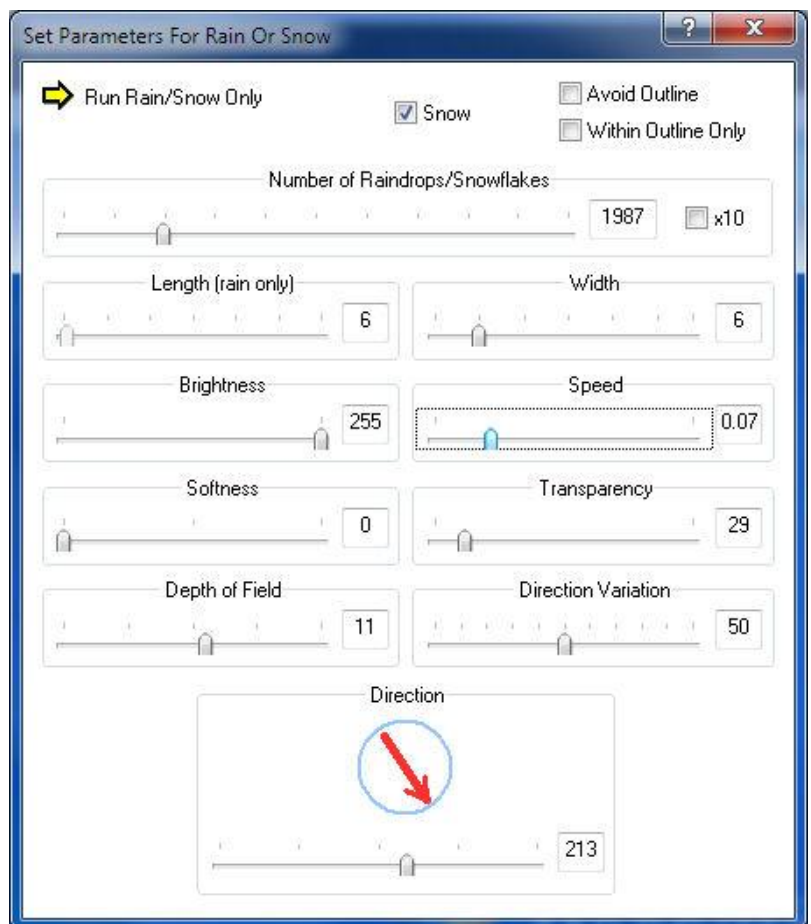 Set Parameters For Rain Or Snow
? X
Run Rain/Snow Only
Snow
Avoid Outline
Within Outline Only
Number of Raindrops/Snowflakes
1987
x10
Length (rain only)
6
Width
6
Brightness
255
Speed
0.07
Softness
0
Transparency
29
Depth of Field
11
Direction Variation
50
Direction
213